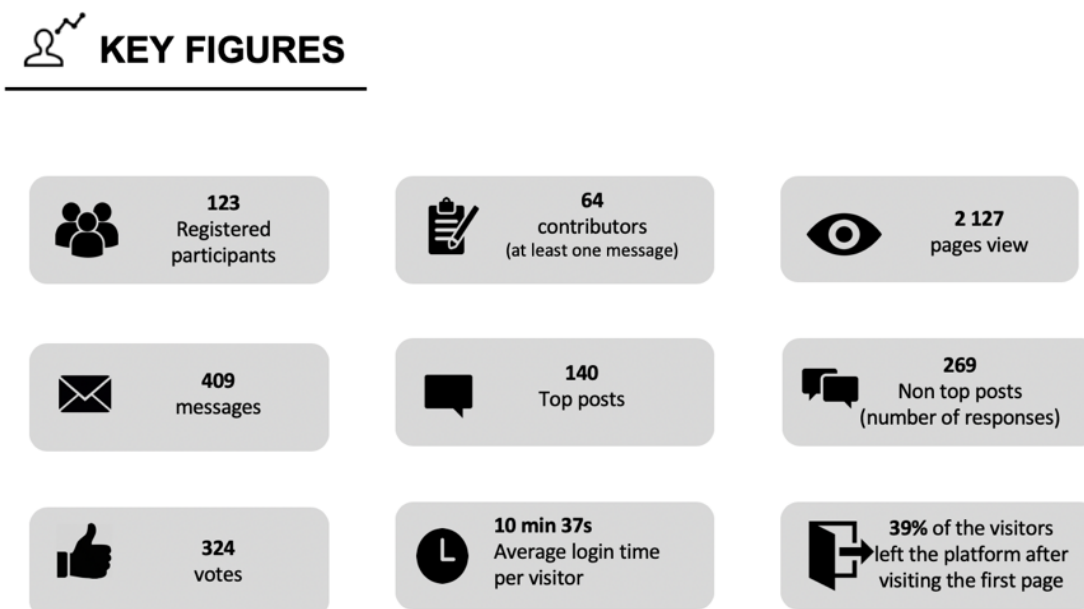 KEY FIGURES
123
Registered
participants
64
contributors
(at least one message)
2 127
pages view
409
messages
140
Top posts
269
Non top posts
(number of responses)
324
votes
10 min 37s
Average login time
per visitor
39% of the visitors
left the platform after
visiting the first page